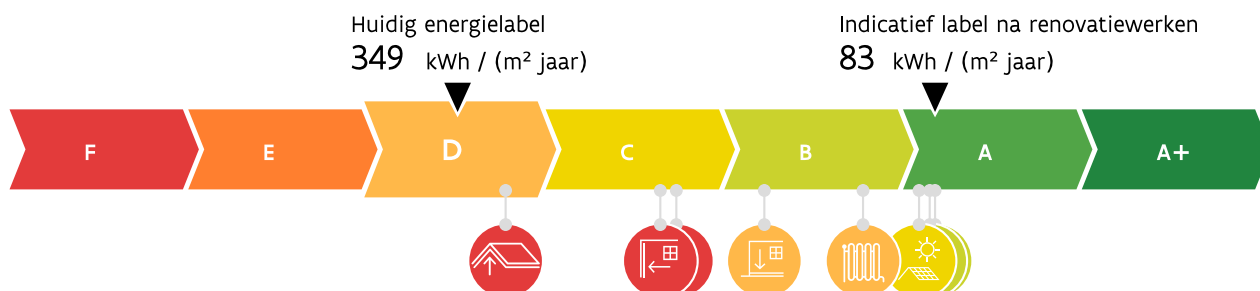 Huidig energielabel
349 kWh / (m² jaar)
Indicatief label na renovatiewerken
83 kWh / (m² jaar)
F E D C B A A+